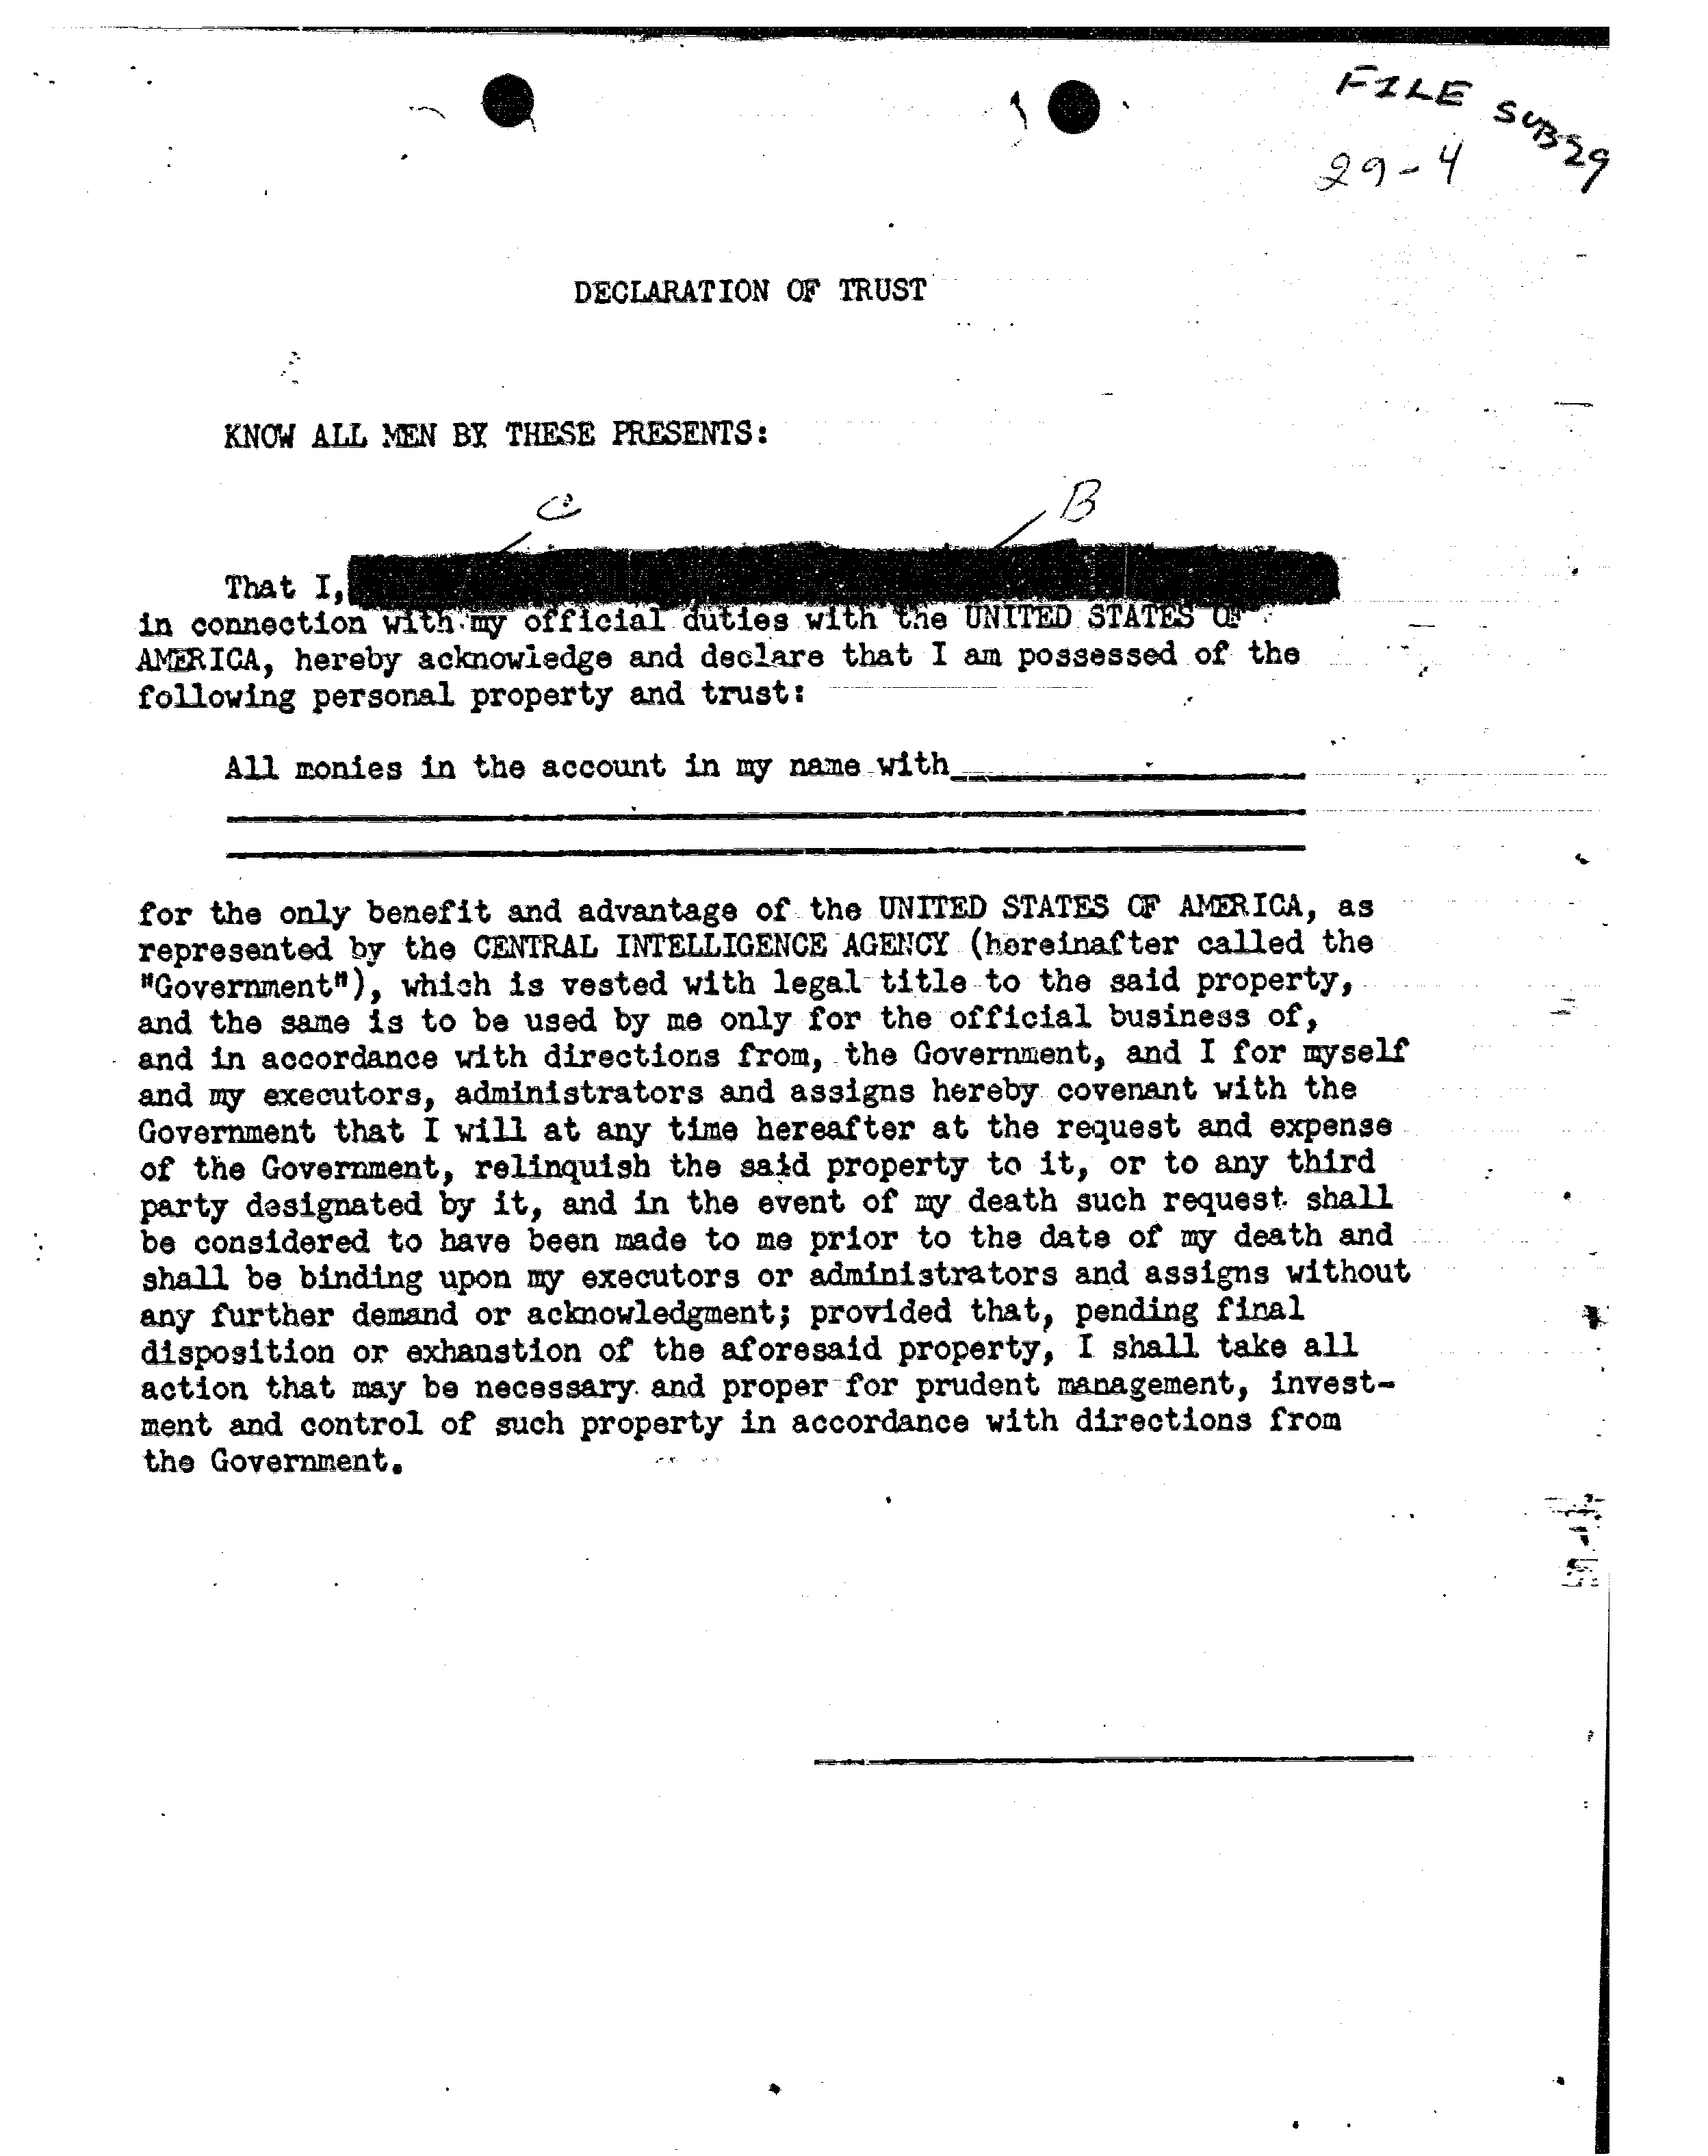 FILE SUB 29
29-4
DECLARATION OF TRUST
KNOW ALL MEN BY THESE PRESENTS:
C B
That I,
in connection with my official duties with the UNITED STATES OF
AMERICA, hereby acknowledge and declare that I am possessed of the
following personal property and trust:
All monies in the account in my name with
for the only benefit and advantage of the UNITED STATES OF AMERICA, as
represented by the CENTRAL INTELLIGENCE AGENCY (hereinafter called the
"Government"), which is vested with legal title to the said property,
and the same is to be used by me only for the official business of,
and in accordance with directions from, the Government, and I for myself
and my executors, administrators and assigns hereby covenant with the
Government that I will at any time hereafter at the request and expense
of the Government, relinquish the said property to it, or to any third
party designated by it, and in the event of my death such request shall
be considered to have been made to me prior to the date of my death and
shall be binding upon my executors or administrators and assigns without
any further demand or acknowledgment; provided that, pending final
disposition or exhaustion of the aforesaid property, I shall take all
action that may be necessary and proper for prudent management, invest-
ment and control of such property in accordance with directions from
the Government.